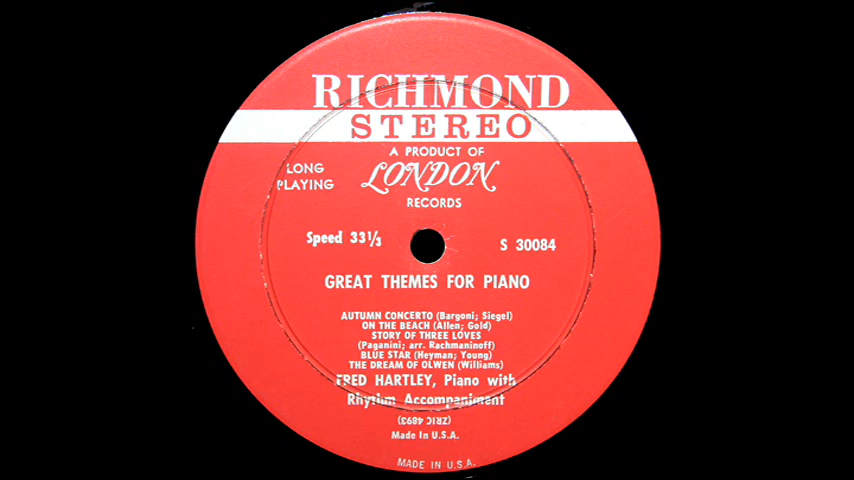 RICHMOND
STEREO
A PRODUCT OF
LONG
PLAYING
LONDON
RECORDS
Speed 33⅓
S 30084
GREAT THEMES FOR PIANO
AUTUMN CONCERTO (Bargoni; Siegel)
ON THE BEACH (Allen; Gold)
STORY OF THREE LOVES
(Paganini; arr. Rachmaninoff)
BLUE STAR (Heyman; Young)
THE DREAM OF OLWEN (Williams)
FRED HARTLEY, Piano with
Rhythm Accompaniment
(ZRIC 4893)
Made In U.S.A.
MADE IN U.S.A.